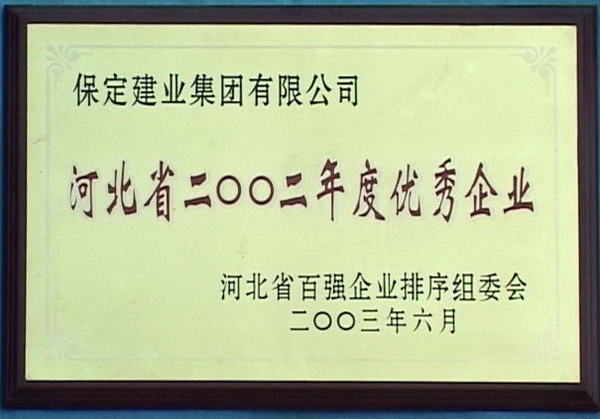 保定建业集团有限公司
河北省二〇〇二年度优秀企业
河北省百强企业排序组委会
二〇〇三年六月